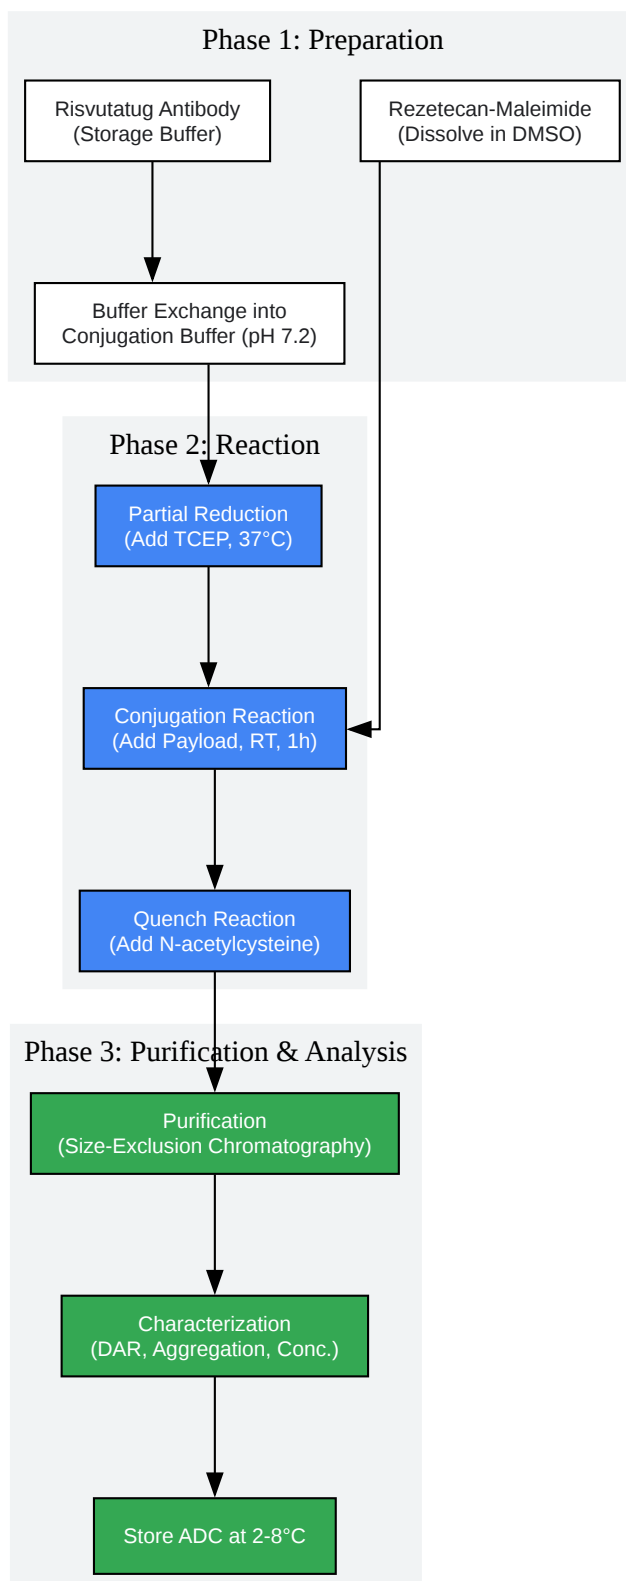 Phase 1: Preparation
Risvutatug Antibody
(Storage Buffer)
Rezetecan-Maleimide
(Dissolve in DMSO)
Buffer Exchange into
Conjugation Buffer (pH 7.2)
Phase 2: Reaction
Partial Reduction
(Add TCEP, 37°C)
Conjugation Reaction
(Add Payload, RT, 1h)
Quench Reaction
(Add N-acetylcysteine)
Phase 3: Purification & Analysis
Purification
(Size-Exclusion Chromatography)
Characterization
(DAR, Aggregation, Conc.)
Store ADC at 2-8°C